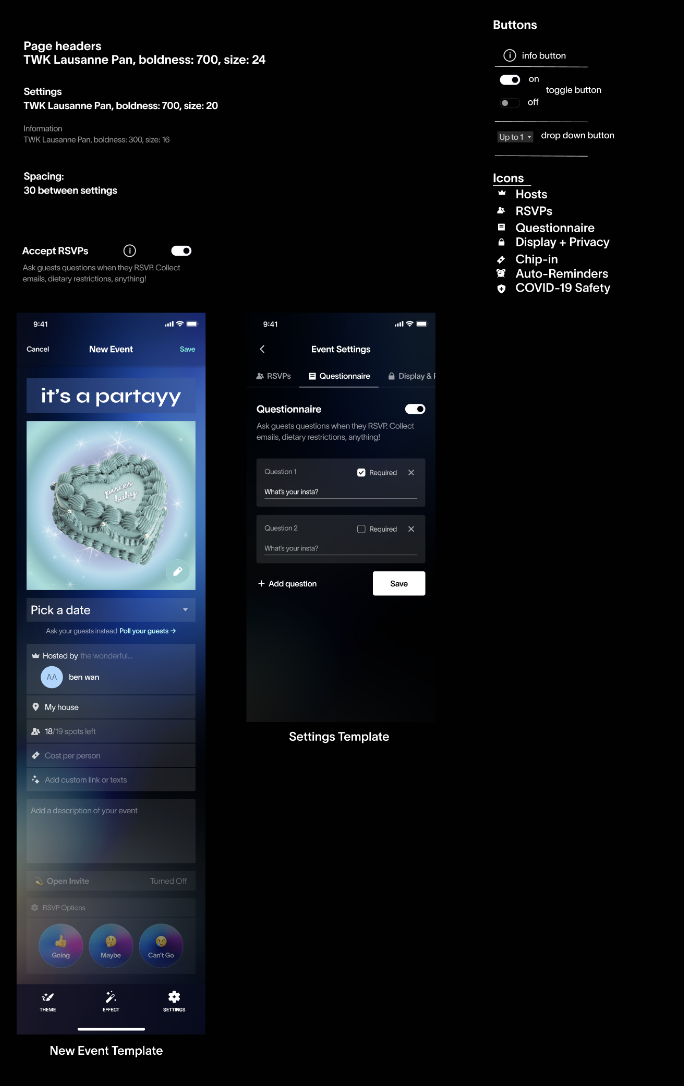 Page headers
TWK Lausanne Pan, boldness: 700, size: 24
Settings
TWK Lausanne Pan, boldness: 700, size: 20
Information
TWK Lausanne Pan, boldness: 300, size: 16
Spacing:
30 between settings
Accept RSVPs
Ask guests questions when they RSVP. Collect
emails, dietary restrictions, anything!
Buttons
info button
on
toggle button
off
Up to 1
drop down button
Icons
Hosts
RSVPs
Questionnaire
Display + Privacy
Chip-in
Auto-Reminders
COVID-19 Safety
9:41
Cancel
New Event
Save
it's a partayy
princess
baby
Pick a date
Ask your guests instead Poll your guests →
Hosted by the wonderful...
AA
ben wan
My house
18/19 spots left
Cost per person
Add custom link or texts
Add a description of your event
Open Invite
Turned Off
RSVP Options
Going
Maybe
Can't Go
THEME
EFFECT
SETTINGS
New Event Template
9:41
Event Settings
RSVPs
Questionnaire
Display &
Questionnaire
Ask guests questions when they RSVP. Collect
emails, dietary restrictions, anything!
Question 1
Required
What's your insta?
Question 2
Required
What's your insta?
+ Add question
Save
Settings Template